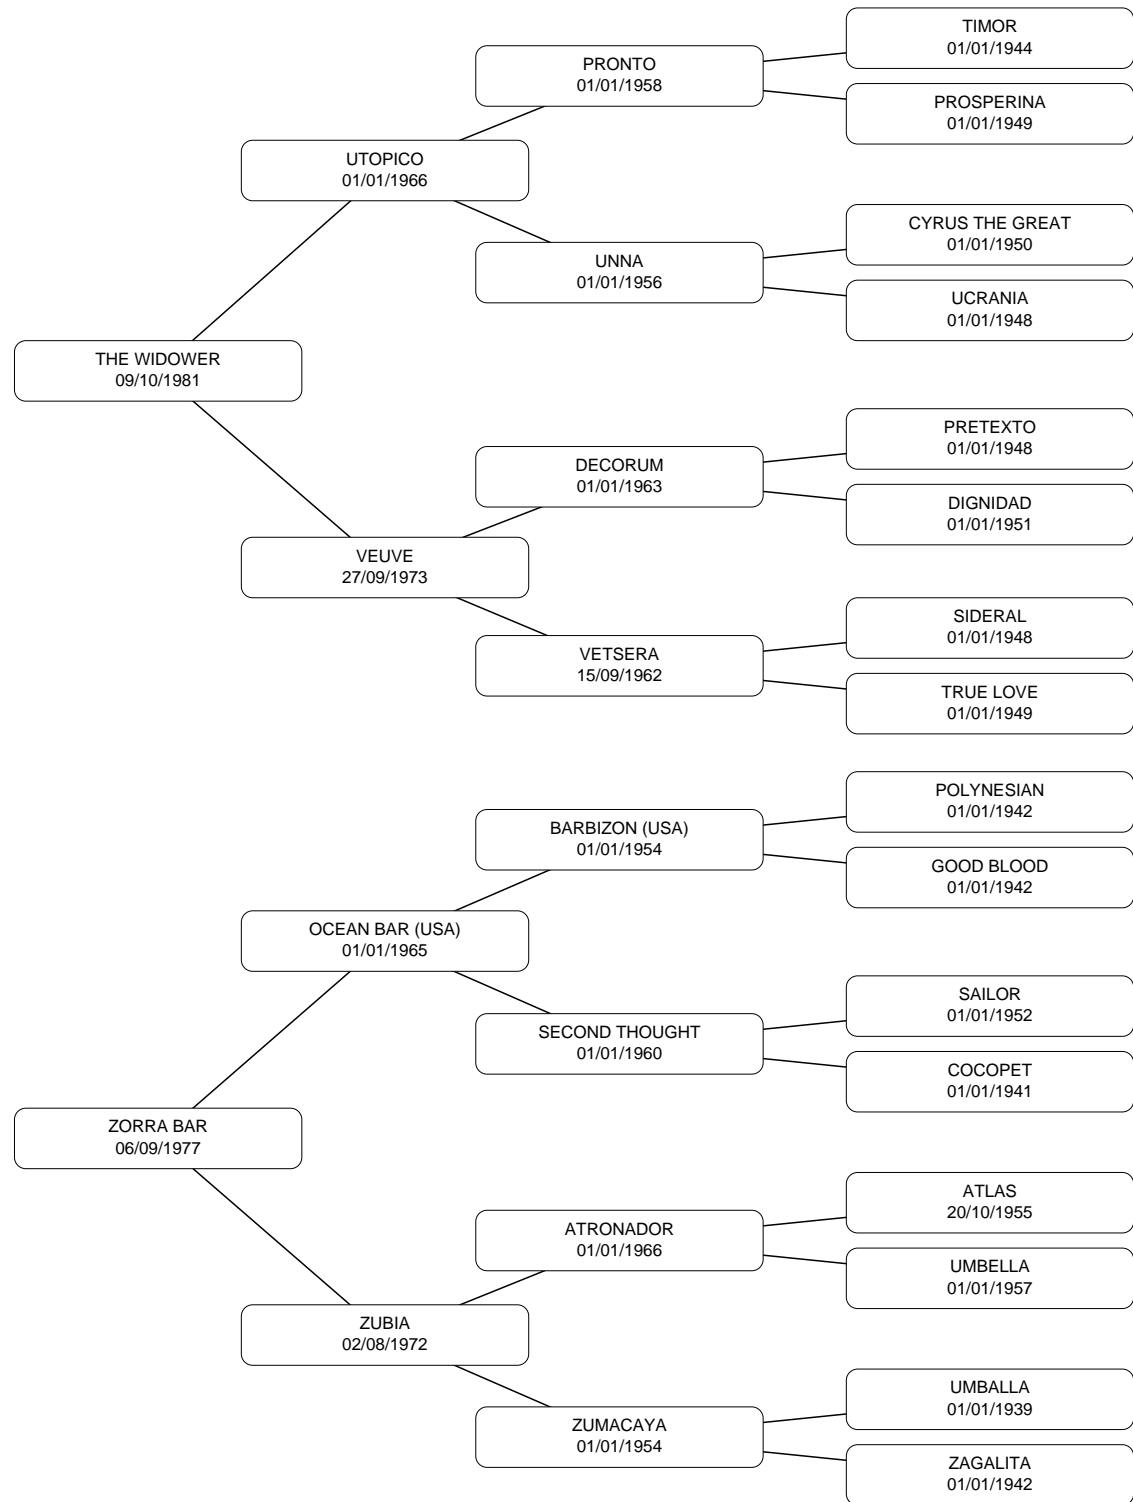 TIMOR
01/01/1944
PRONTO
01/01/1958
PROSPERINA
01/01/1949
UTOPICO
01/01/1966
CYRUS THE GREAT
01/01/1950
UNNA
01/01/1956
UCRANIA
01/01/1948
THE WIDOWER
09/10/1981
PRETEXTO
01/01/1948
DECORUM
01/01/1963
DIGNIDAD
01/01/1951
VEUVE
27/09/1973
SIDERAL
01/01/1948
VETSERA
15/09/1962
TRUE LOVE
01/01/1949
POLYNESIAN
01/01/1942
BARBIZON (USA)
01/01/1954
GOOD BLOOD
01/01/1942
OCEAN BAR (USA)
01/01/1965
SAILOR
01/01/1952
SECOND THOUGHT
01/01/1960
COCOPET
01/01/1941
ZORRA BAR
06/09/1977
ATLAS
20/10/1955
ATRONADOR
01/01/1966
UMBELLA
01/01/1957
ZUBIA
02/08/1972
UMBALLA
01/01/1939
ZUMACAYA
01/01/1954
ZAGALITA
01/01/1942